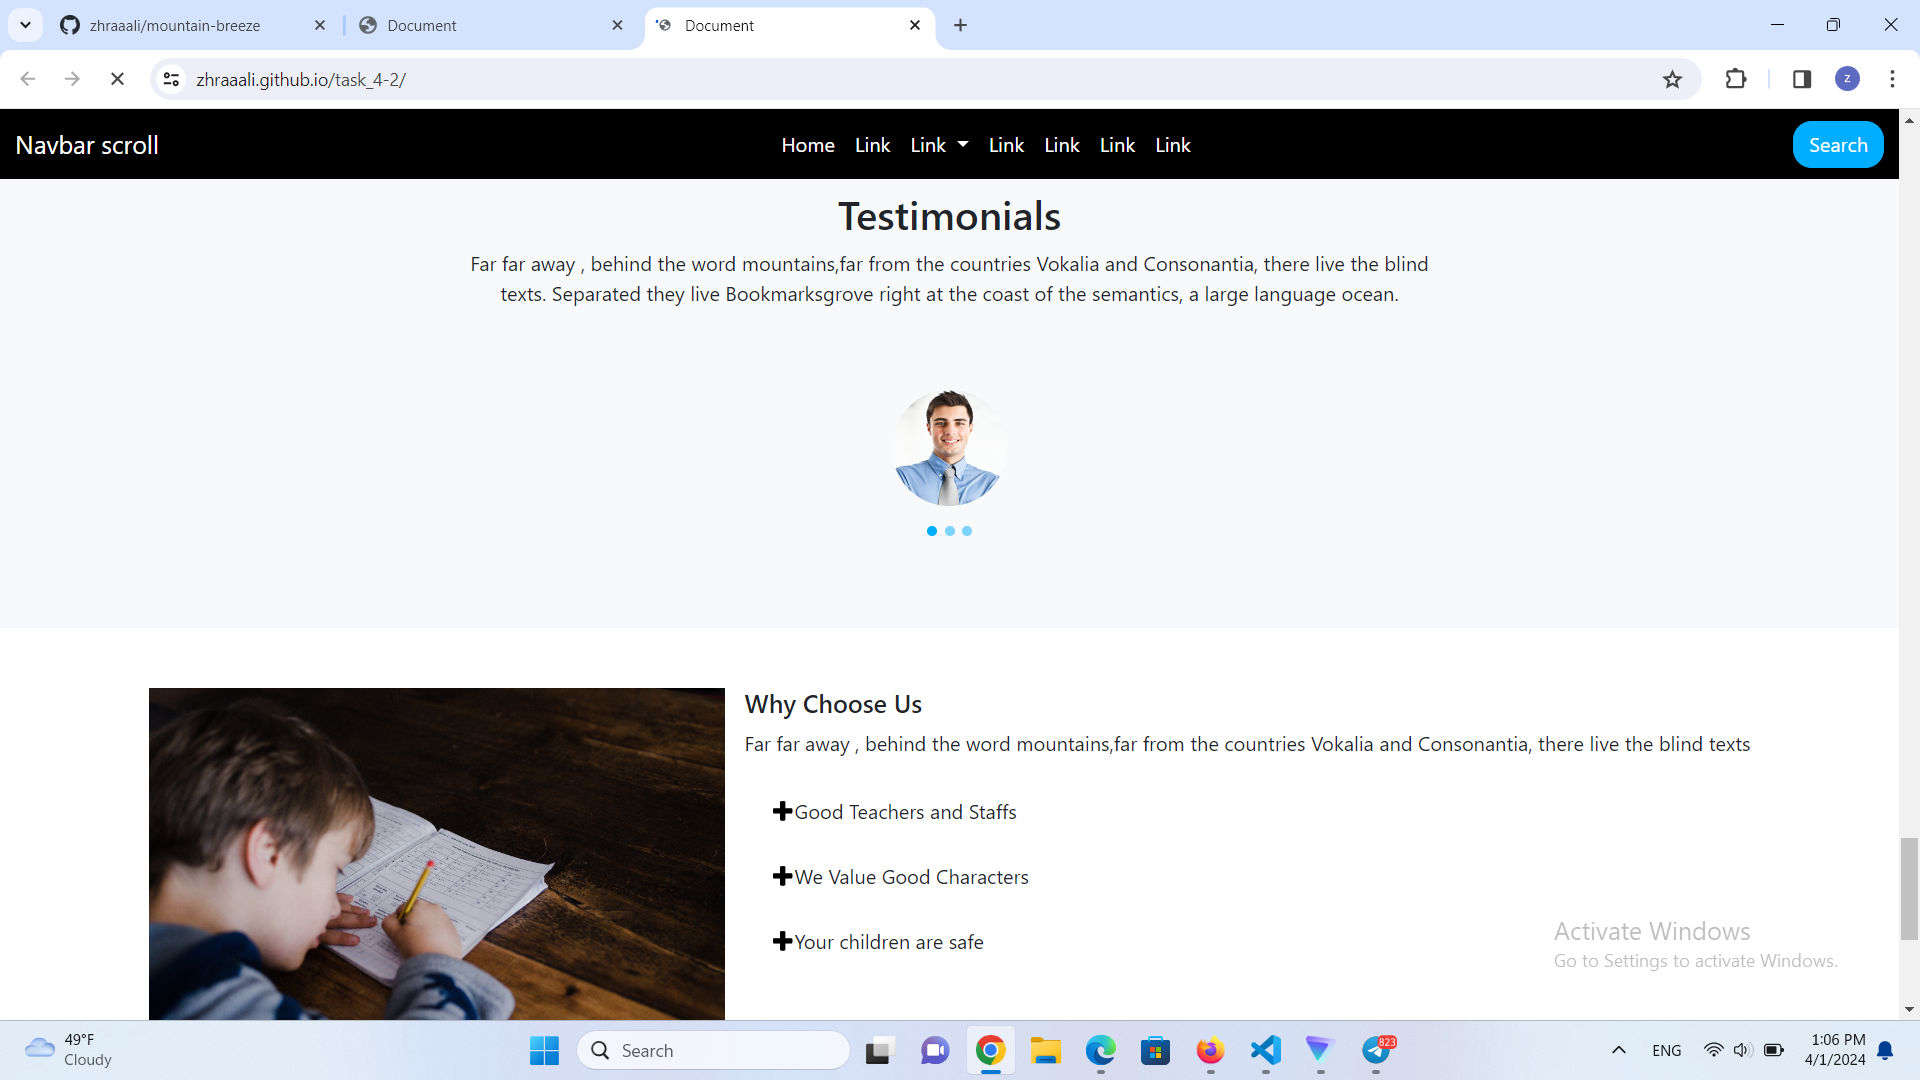 zhraaali/mountain-breeze
Document
Document
zhraaali.github.io/task_4-2/
z
Navbar scroll
Home Link Link Link Link Link Link
Search
Testimonials
Far far away , behind the word mountains,far from the countries Vokalia and Consonantia, there live the blind
texts. Separated they live Bookmarksgrove right at the coast of the semantics, a large language ocean.
Why Choose Us
Far far away , behind the word mountains,far from the countries Vokalia and Consonantia, there live the blind texts
Good Teachers and Staffs
We Value Good Characters
Your children are safe
Activate Windows
Go to Settings to activate Windows.
49°F
Cloudy
Search
823
ENG
1:06 PM
4/1/2024